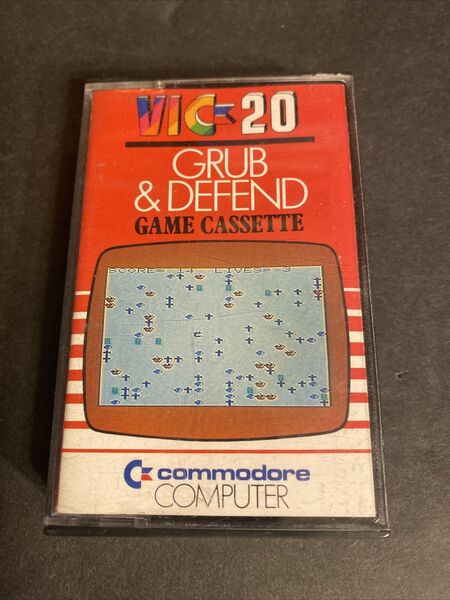 VIC 20
GRUB
& DEFEND
GAME CASSETTE
SCORE= 14 LIVES= 3
commodore
COMPUTER